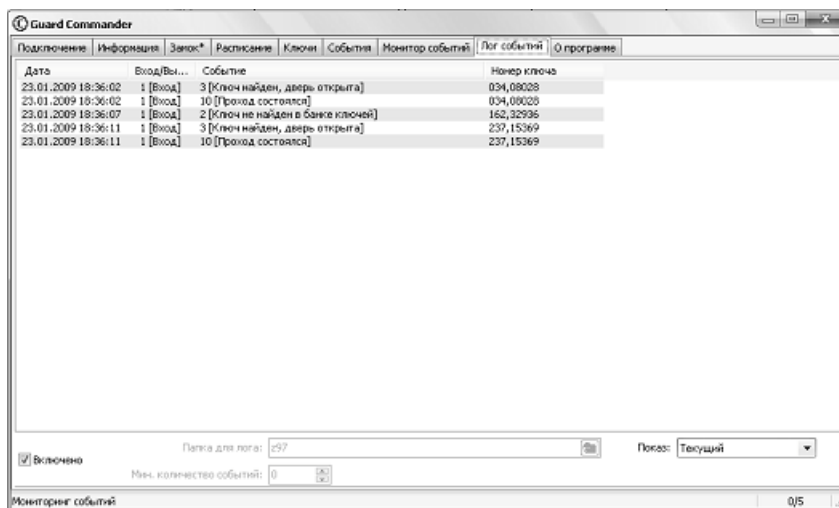 Guard Commander
Подключение Информация Замок* Расписание Ключи События Монитор событий Лог событий О програме
Дата Вход/Вы... Событие Номер ключа
23.01.2009 18:36:02 1 [Вход] 3 [Ключ найден, дверь открыта] 034,08028
23.01.2009 18:36:02 1 [Вход] 10 [Проход состоялся] 034,08028
23.01.2009 18:36:07 1 [Вход] 2 [Ключ не найден в банке ключей] 162,32936
23.01.2009 18:36:11 1 [Вход] 3 [Ключ найден, дверь открыта] 237,15369
23.01.2009 18:36:11 1 [Вход] 10 [Проход состоялся] 237,15369
Папка для лога: z97 Показ: Текущий
Включено
Мин. количество событий: 0
Мониторинг событий 0/5